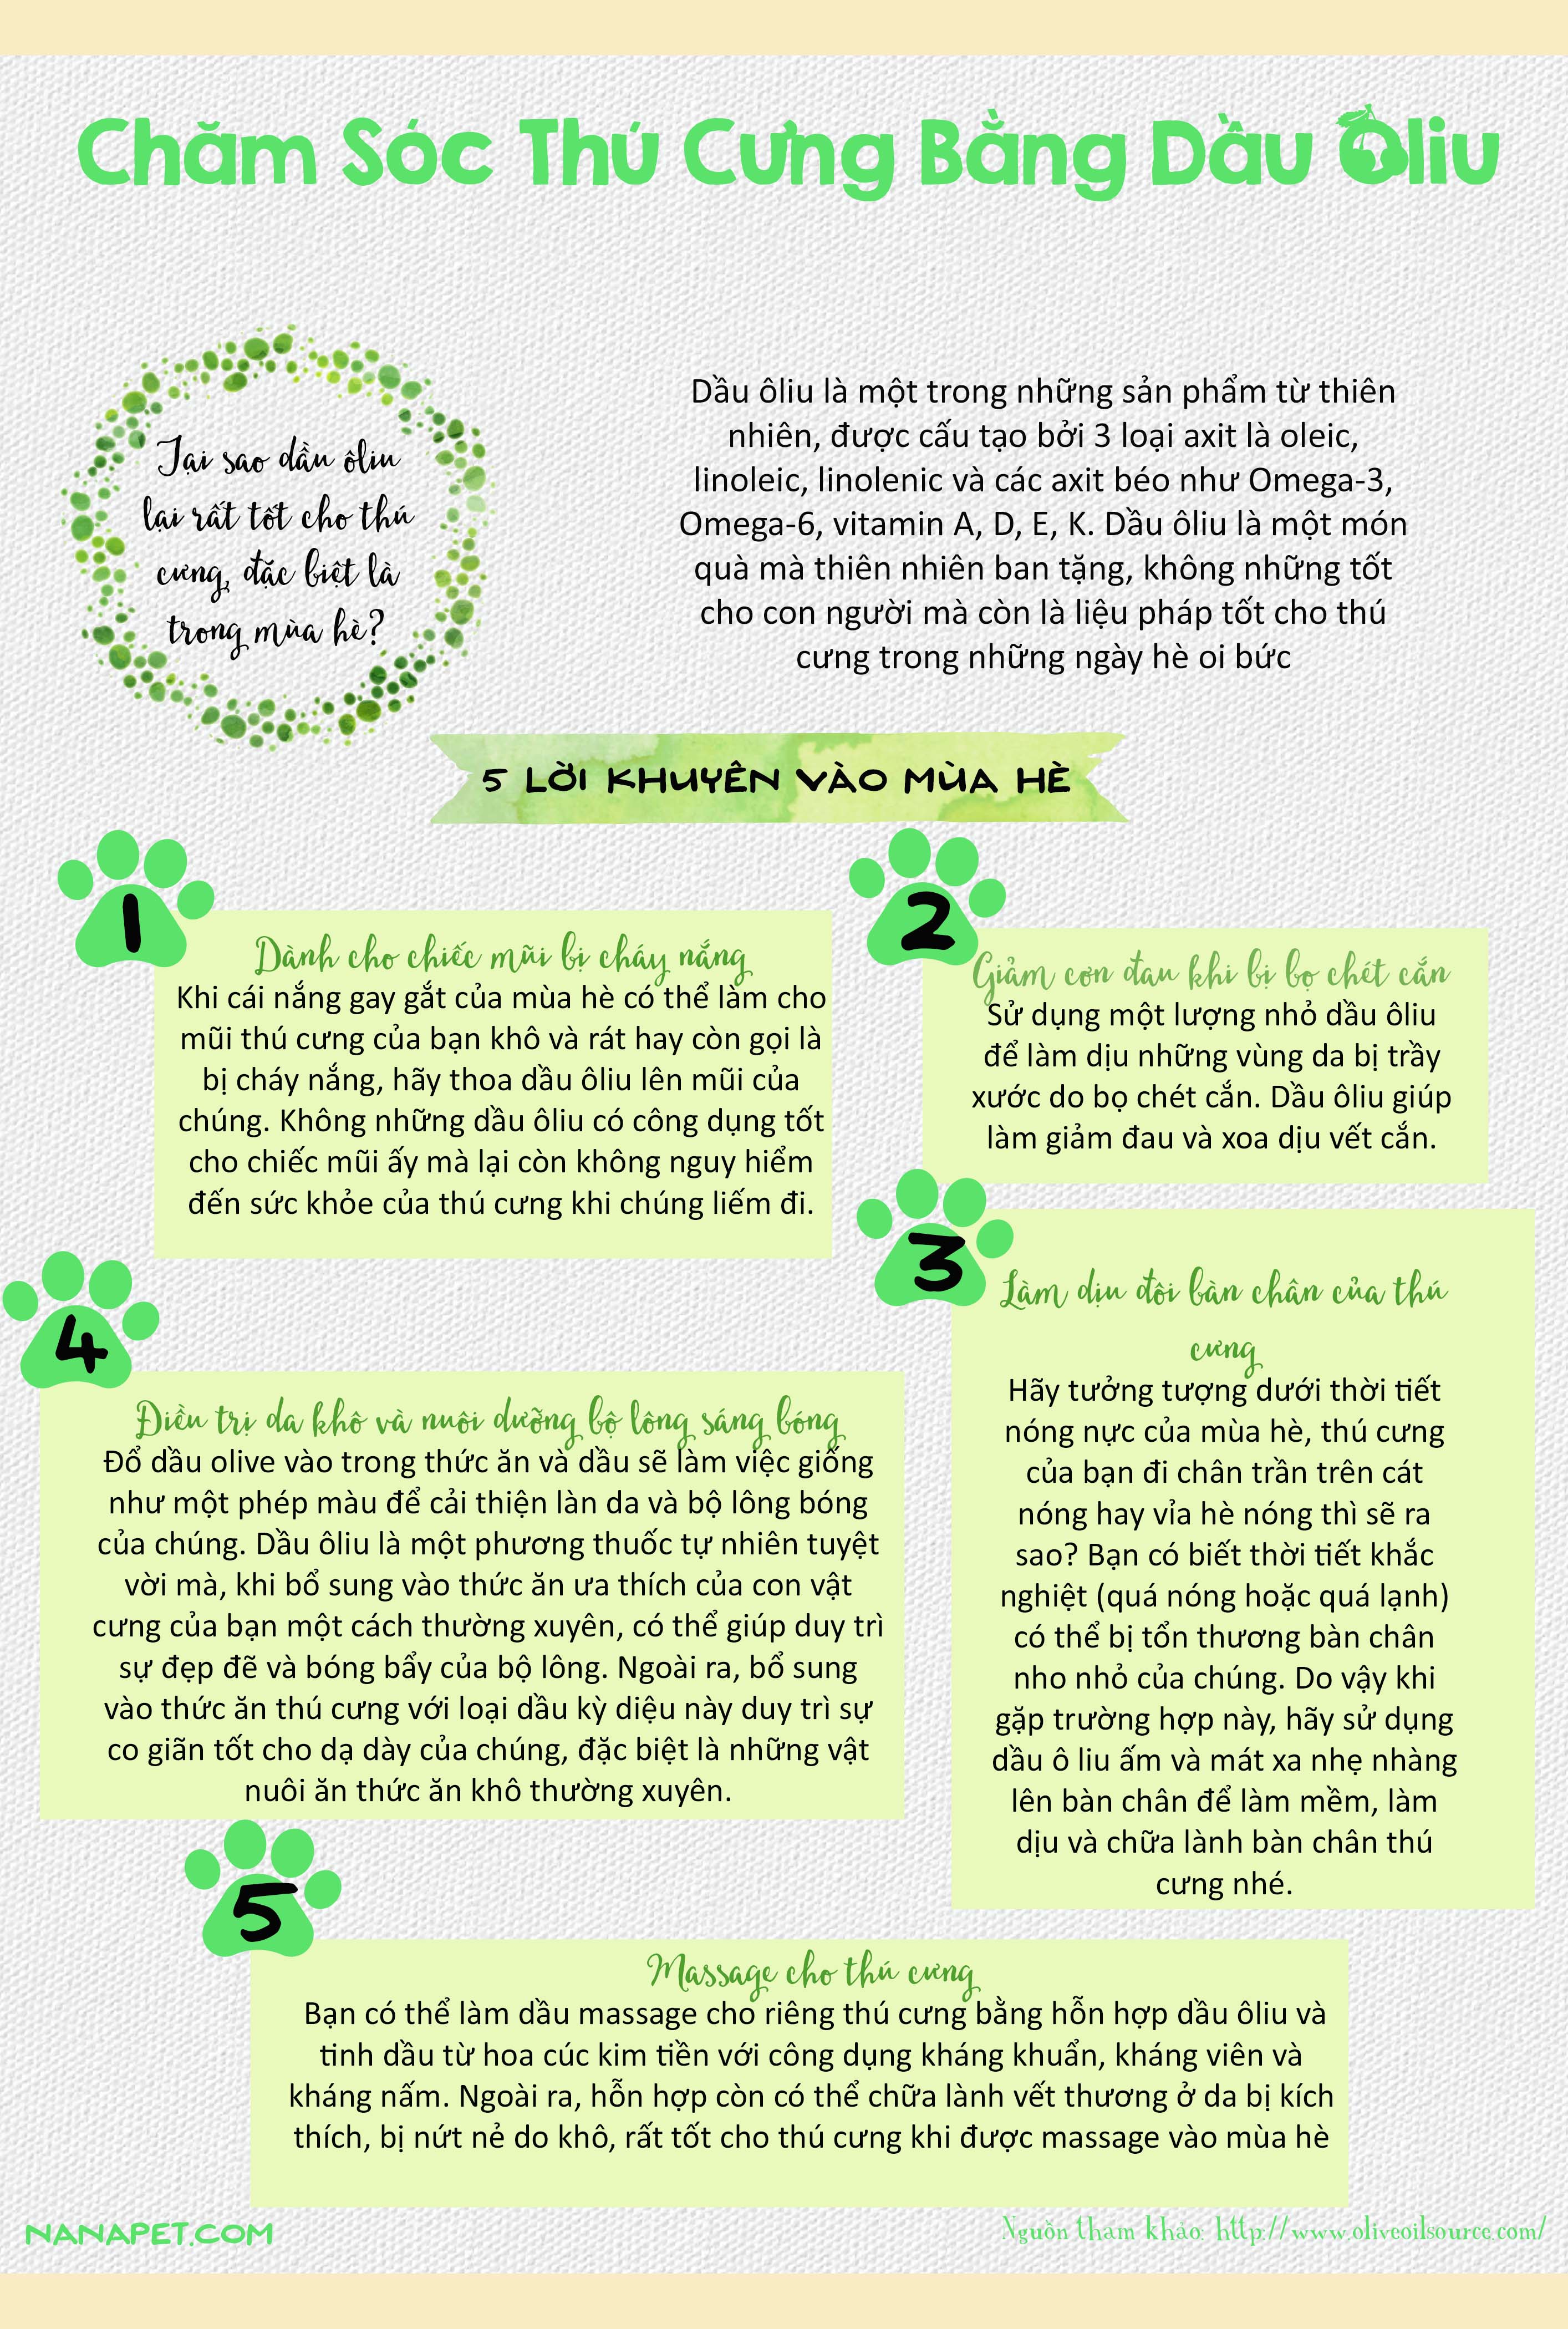 Chăm Sóc Thú Cưng Bằng Dầu Ôliu
Tại sao dầu ôliu
lại rất tốt cho thú
cưng, đặc biệt là
trong mùa hè?
Dầu ôliu là một trong những sản phẩm từ thiên
nhiên, được cấu tạo bởi 3 loại axit là oleic,
linoleic, linolenic và các axit béo như Omega-3,
Omega-6, vitamin A, D, E, K. Dầu ôliu là một món
quà mà thiên nhiên ban tặng, không những tốt
cho con người mà còn là liệu pháp tốt cho thú
cưng trong những ngày hè oi bức
5 LỜI KHUYÊN VÀO MÙA HÈ
1
Dành cho chiếc mũi bị cháy nắng
Khi cái nắng gay gắt của mùa hè có thể làm cho
mũi thú cưng của bạn khô và rát hay còn gọi là
bị cháy nắng, hãy thoa dầu ôliu lên mũi của
chúng. Không những dầu ôliu có công dụng tốt
cho chiếc mũi ấy mà lại còn không nguy hiểm
đến sức khỏe của thú cưng khi chúng liếm đi.
2
Giảm cơn đau khi bị bọ chét cắn
Sử dụng một lượng nhỏ dầu ôliu
để làm dịu những vùng da bị trầy
xước do bọ chét cắn. Dầu ôliu giúp
làm giảm đau và xoa dịu vết cắn.
3
Làm dịu đôi bàn chân của thú
cưng
Hãy tưởng tượng dưới thời tiết
nóng nực của mùa hè, thú cưng
của bạn đi chân trần trên cát
nóng hay vỉa hè nóng thì sẽ ra
sao? Bạn có biết thời tiết khắc
nghiệt (quá nóng hoặc quá lạnh)
có thể bị tổn thương bàn chân
nho nhỏ của chúng. Do vậy khi
gặp trường hợp này, hãy sử dụng
dầu ô liu ấm và mát xa nhẹ nhàng
lên bàn chân để làm mềm, làm
dịu và chữa lành bàn chân thú
cưng nhé.
4
Điều trị da khô và nuôi dưỡng bộ lông sáng bóng
Đổ dầu olive vào trong thức ăn và dầu sẽ làm việc giống
như một phép màu để cải thiện làn da và bộ lông bóng
của chúng. Dầu ôliu là một phương thuốc tự nhiên tuyệt
vời mà, khi bổ sung vào thức ăn ưa thích của con vật
cưng của bạn một cách thường xuyên, có thể giúp duy trì
sự đẹp đẽ và bóng bẩy của bộ lông. Ngoài ra, bổ sung
vào thức ăn thú cưng với loại dầu kỳ diệu này duy trì sự
co giãn tốt cho dạ dày của chúng, đặc biệt là những vật
nuôi ăn thức ăn khô thường xuyên.
5
Massage cho thú cưng
Bạn có thể làm dầu massage cho riêng thú cưng bằng hỗn hợp dầu ôliu và
tinh dầu từ hoa cúc kim tiền với công dụng kháng khuẩn, kháng viên và
kháng nấm. Ngoài ra, hỗn hợp còn có thể chữa lành vết thương ở da bị kích
thích, bị nứt nẻ do khô, rất tốt cho thú cưng khi được massage vào mùa hè
NANAPET.COM
Nguồn tham khảo: http://www.oliveoilsource.com/